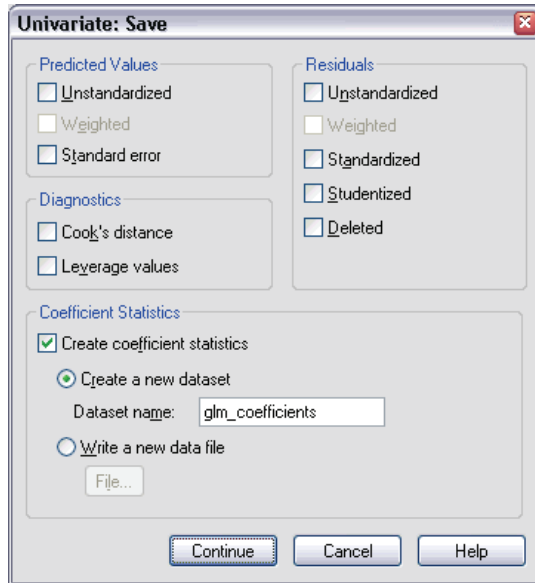 Univariate: Save
Predicted Values
Unstandardized
Weighted
Standard error
Diagnostics
Cook's distance
Leverage values
Residuals
Unstandardized
Weighted
Standardized
Studentized
Deleted
Coefficient Statistics
Create coefficient statistics
Create a new dataset
Dataset name: glm_coefficients
Write a new data file
File...
Continue Cancel Help